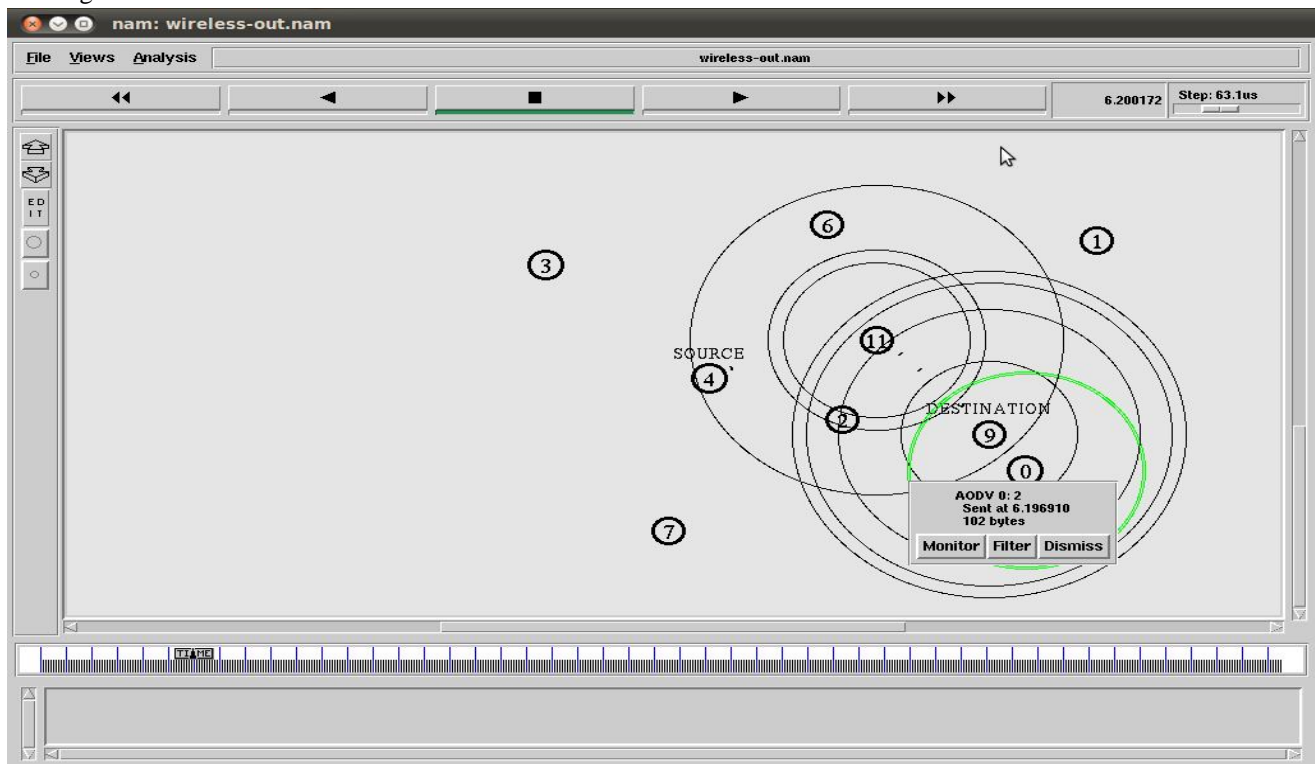 nam: wireless-out.nam
File Views Analysis wireless-out.nam
6.200172 Step: 63.1us
ED
IT
6
1
3
11
SOURCE
4
2
DESTINATION
9
0
AODV 0: 2
Sent at 6.196910
102 bytes
Monitor Filter Dismiss
7
TIME